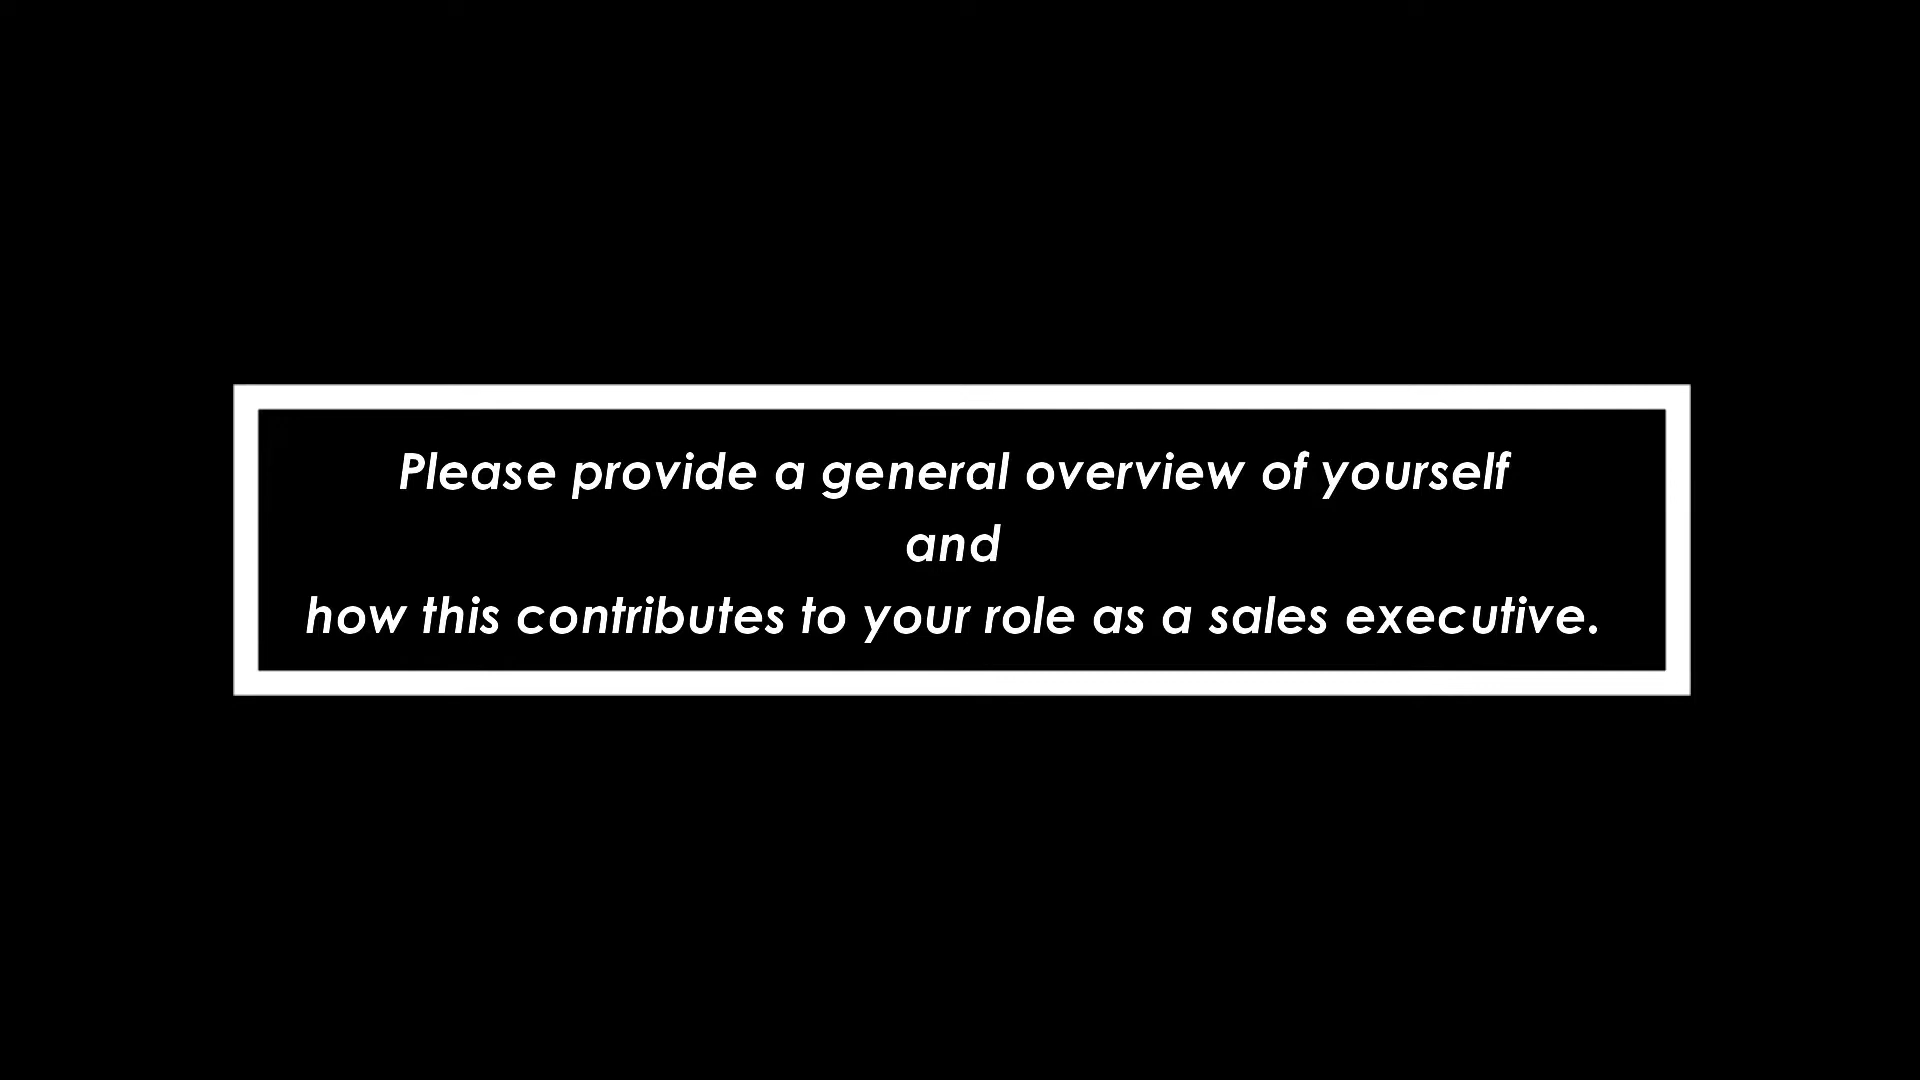 Please provide a general overview of yourself
and
how this contributes to your role as a sales executive.